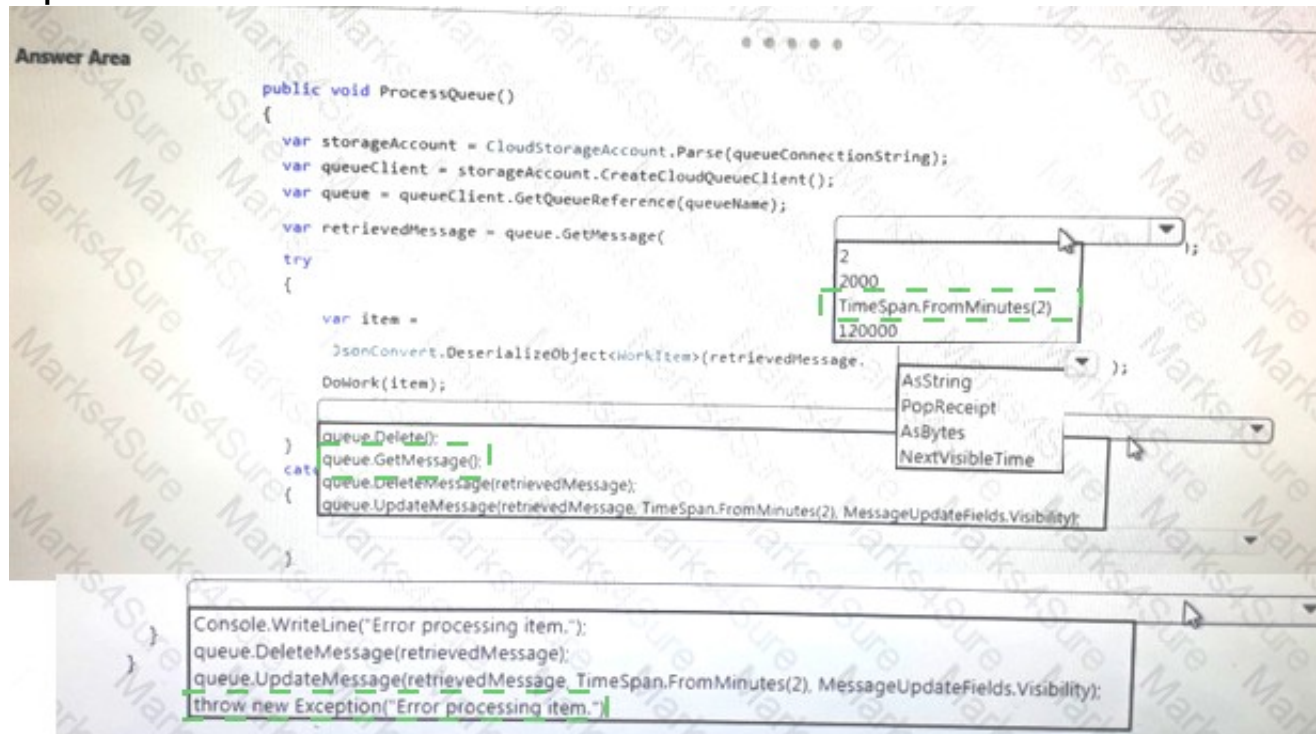 Answer Area
public void ProcessQueue()
{
var storageAccount = CloudStorageAccount.Parse(queueConnectionString);
var queueClient = storageAccount.CreateCloudQueueClient();
var queue = queueClient.GetQueueReference(queueName);
var retrievedMessage = queue.GetMessage( );
2
2000
TimeSpan.FromMinutes(2)
120000
try
{
var item =
JsonConvert.DeserializeObject<WorkItem>(retrievedMessage. );
AsString
PopReceipt
AsBytes
NextVisibleTime
DoWork(item);
queue.Delete();
queue.GetMessage();
queue.DeleteMessage(retrievedMessage);
queue.UpdateMessage(retrievedMessage, TimeSpan.FromMinutes(2), MessageUpdateFields.Visibility);
}
cat
{
}
Console.WriteLine("Error processing item.");
queue.DeleteMessage(retrievedMessage);
queue.UpdateMessage(retrievedMessage, TimeSpan.FromMinutes(2), MessageUpdateFields.Visibility);
throw new Exception("Error processing item.")
}
}
Marks4Sure